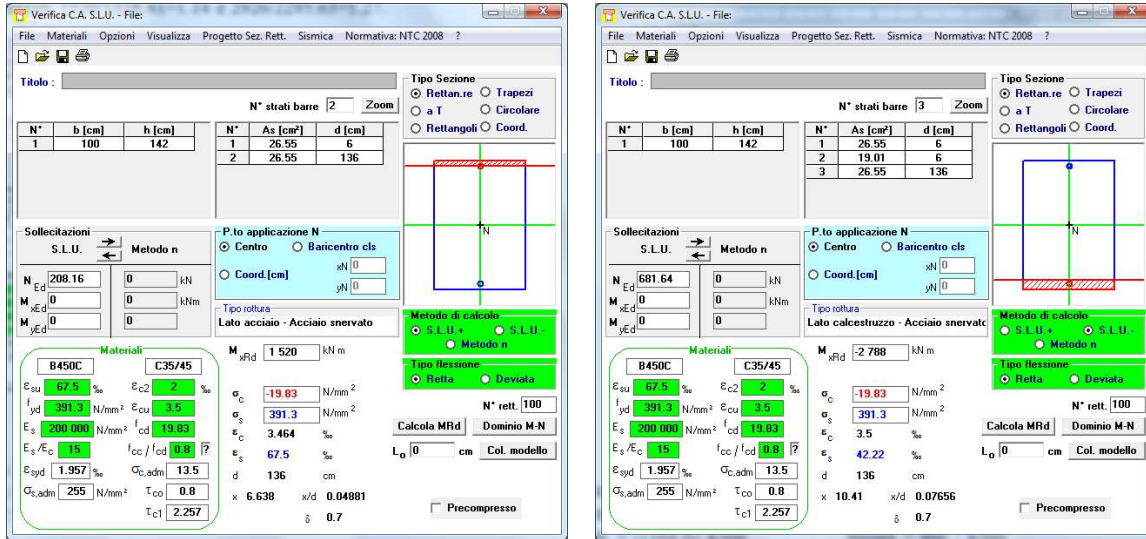 Verifica C.A. S.L.U. - File:
File Materiali Opzioni Visualizza Progetto Sez. Rett. Sismica Normativa: NTC 2008 ?
Titolo :
N° strati barre 2 Zoom
N° b [cm] h [cm]
1 100 142
N° As [cm²] d [cm]
1 26.55 6
2 26.55 136
Tipo Sezione
Rettan.re Trapezi
a T Circolare
Rettangoli Coord.
N
Sollecitazioni
S.L.U. Metodo n
N Ed 208.16 0 kN
M xEd 0 0 kNm
M yEd 0 0
P.to applicazione N
Centro Baricentro cls
Coord.[cm] xN 0
yN 0
Tipo rottura
Lato acciaio - Acciaio snervato
Metodo di calcolo
S.L.U.+ S.L.U.-
Metodo n
Tipo flessione
Retta Deviata
Materiali
B450C C35/45
εsu 67.5 ‰ εc2 2 ‰
fyd 391.3 N/mm² εcu 3.5
Es 200 000 N/mm² fcd 19.83
Es /Ec 15 fcc / fcd 0.8 ?
εsyd 1.957 ‰ σc,adm 13.5
σs,adm 255 N/mm² τco 0.8
τc1 2.257
M xRd 1 520 kN m
σc -19.83 N/mm²
σs 391.3 N/mm²
εc 3.464 ‰
εs 67.5 ‰
d 136 cm
x 6.638 x/d 0.04881
δ 0.7
N° rett. 100
Calcola MRd Dominio M-N
Lo 0 cm Col. modello
Precompresso
Verifica C.A. S.L.U. - File:
File Materiali Opzioni Visualizza Progetto Sez. Rett. Sismica Normativa: NTC 2008 ?
Titolo :
N° strati barre 3 Zoom
N° b [cm] h [cm]
1 100 142
N° As [cm²] d [cm]
1 26.55 6
2 19.01 6
3 26.55 136
Tipo Sezione
Rettan.re Trapezi
a T Circolare
Rettangoli Coord.
N
Sollecitazioni
S.L.U. Metodo n
N Ed 681.64 0 kN
M xEd 0 0 kNm
M yEd 0 0
P.to applicazione N
Centro Baricentro cls
Coord.[cm] xN 0
yN 0
Tipo rottura
Lato calcestruzzo - Acciaio snervato
Metodo di calcolo
S.L.U.+ S.L.U.-
Metodo n
Tipo flessione
Retta Deviata
Materiali
B450C C35/45
εsu 67.5 ‰ εc2 2 ‰
fyd 391.3 N/mm² εcu 3.5
Es 200 000 N/mm² fcd 19.83
Es /Ec 15 fcc / fcd 0.8 ?
εsyd 1.957 ‰ σc,adm 13.5
σs,adm 255 N/mm² τco 0.8
τc1 2.257
M xRd -2 788 kN m
σc -19.83 N/mm²
σs 391.3 N/mm²
εc 3.5 ‰
εs 42.22 ‰
d 136 cm
x 10.41 x/d 0.07656
δ 0.7
N° rett. 100
Calcola MRd Dominio M-N
Lo 0 cm Col. modello
Precompresso